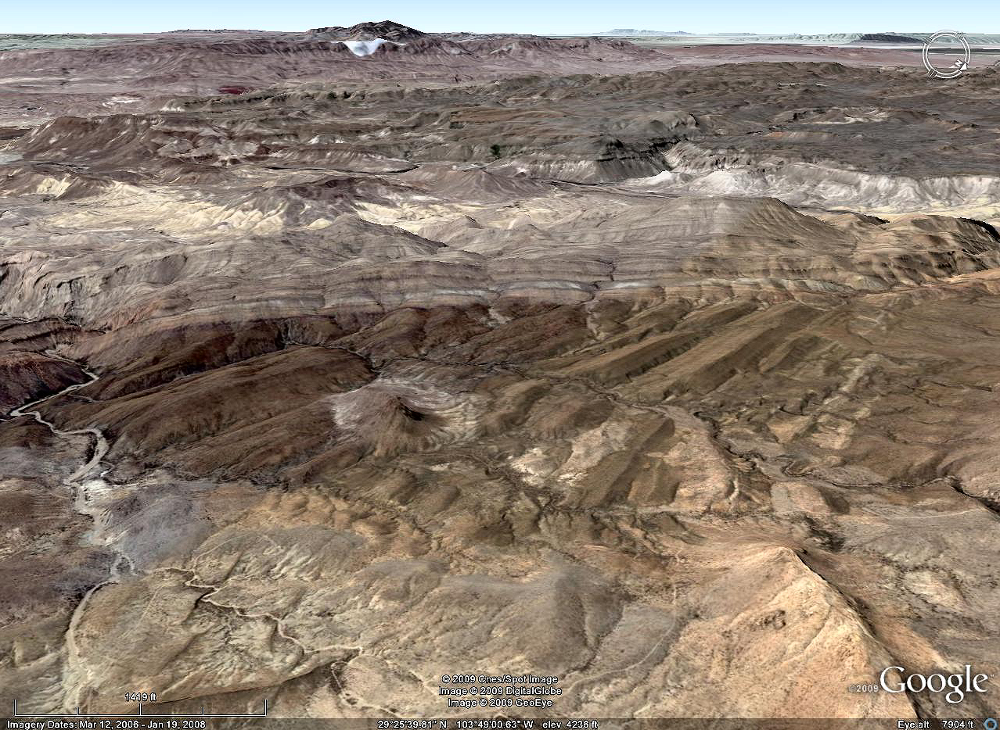 N
© 2009 Cnes/Spot Image
Image © 2009 DigitalGlobe
Image © 2009 GeoEye
©2009 Google™
1419 ft
Imagery Dates: Mar 12, 2006 - Jan 19, 2008 29°25'39.81" N 103°49'00.63" W elev 4236 ft Eye alt 7904 ft